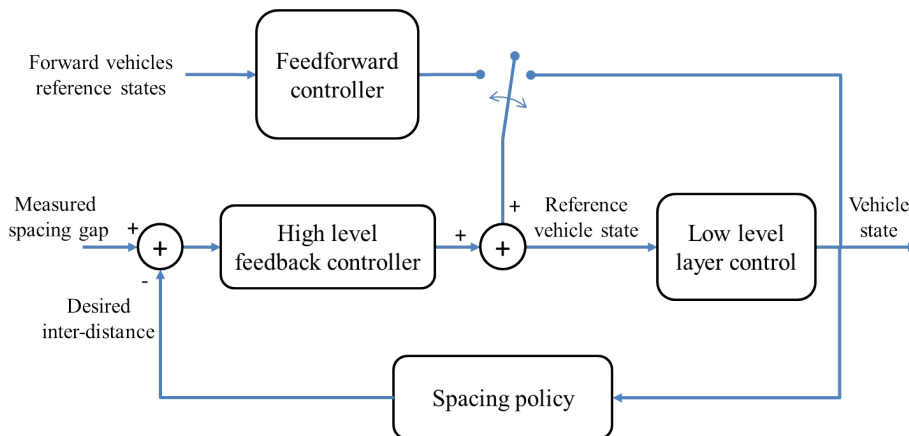 Forward vehicles
reference states
Feedforward
controller
Measured
spacing gap
+
+
-
High level
feedback controller
+
+
+
Reference
vehicle state
Low level
layer control
Vehicle
state
Desired
inter-distance
Spacing policy